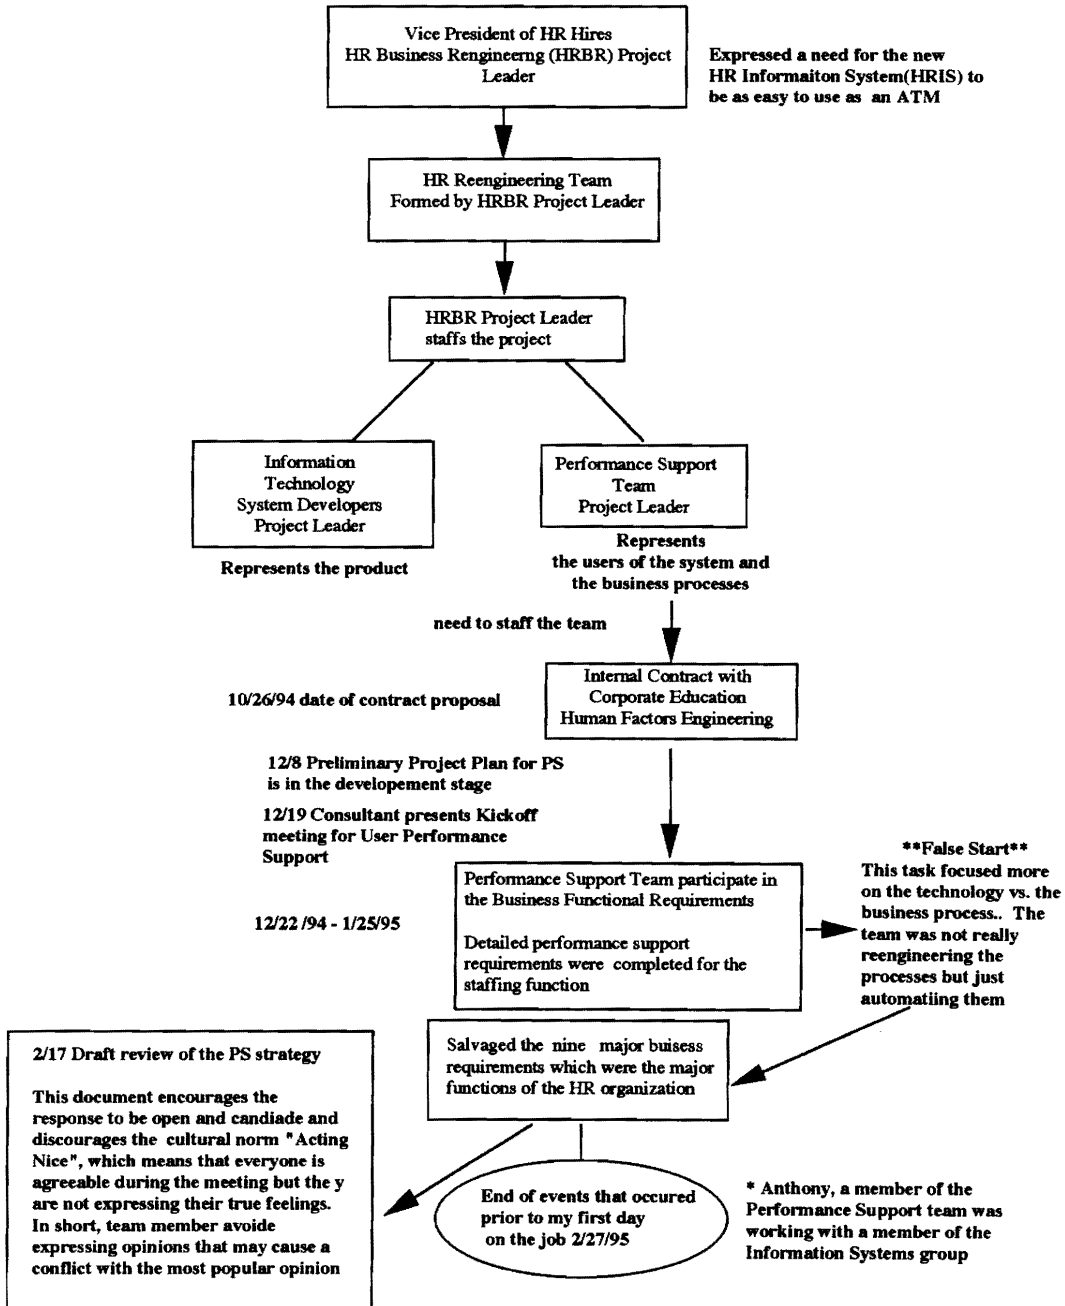 Vice President of HR Hires
HR Business Rengineerng (HRBR) Project
Leader
Expressed a need for the new
HR Informaiton System(HRIS) to
be as easy to use as an ATM
HR Reengineering Team
Formed by HRBR Project Leader
HRBR Project Leader
staffs the project
Information
Technology
System Developers
Project Leader
Performance Support
Team
Project Leader
Represents the product
Represents
the users of the system and
the business processes
need to staff the team
10/26/94 date of contract proposal
Internal Contract with
Corporate Education
Human Factors Engineering
12/8 Preliminary Project Plan for PS
is in the developement stage
12/19 Consultant presents Kickoff
meeting for User Performance
Support
12/22 /94 - 1/25/95
Performance Support Team participate in
the Business Functional Requirements
Detailed performance support
requirements were completed for the
staffing function
**False Start**
This task focused more
on the technology vs. the
business process.. The
team was not really
reengineering the
processes but just
automatiing them
Salvaged the nine major buisess
requirements which were the major
functions of the HR organization
2/17 Draft review of the PS strategy
This document encourages the
response to be open and candiade and
discourages the cultural norm "Acting
Nice", which means that everyone is
agreeable during the meeting but the y
are not expressing their true feelings.
In short, team member avoide
expressing opinions that may cause a
conflict with the most popular opinion
End of events that occured
prior to my first day
on the job 2/27/95
* Anthony, a member of the
Performance Support team was
working with a member of the
Information Systems group